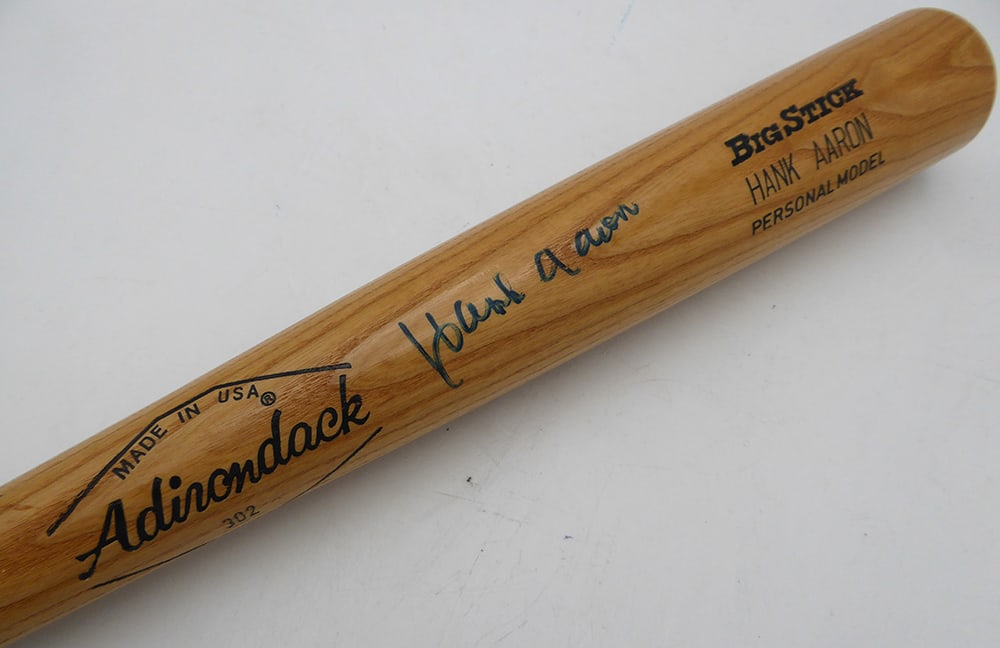 BIG STICK
HANK AARON
PERSONAL MODEL
Hank Aaron
MADE IN USA
Adirondack®
302